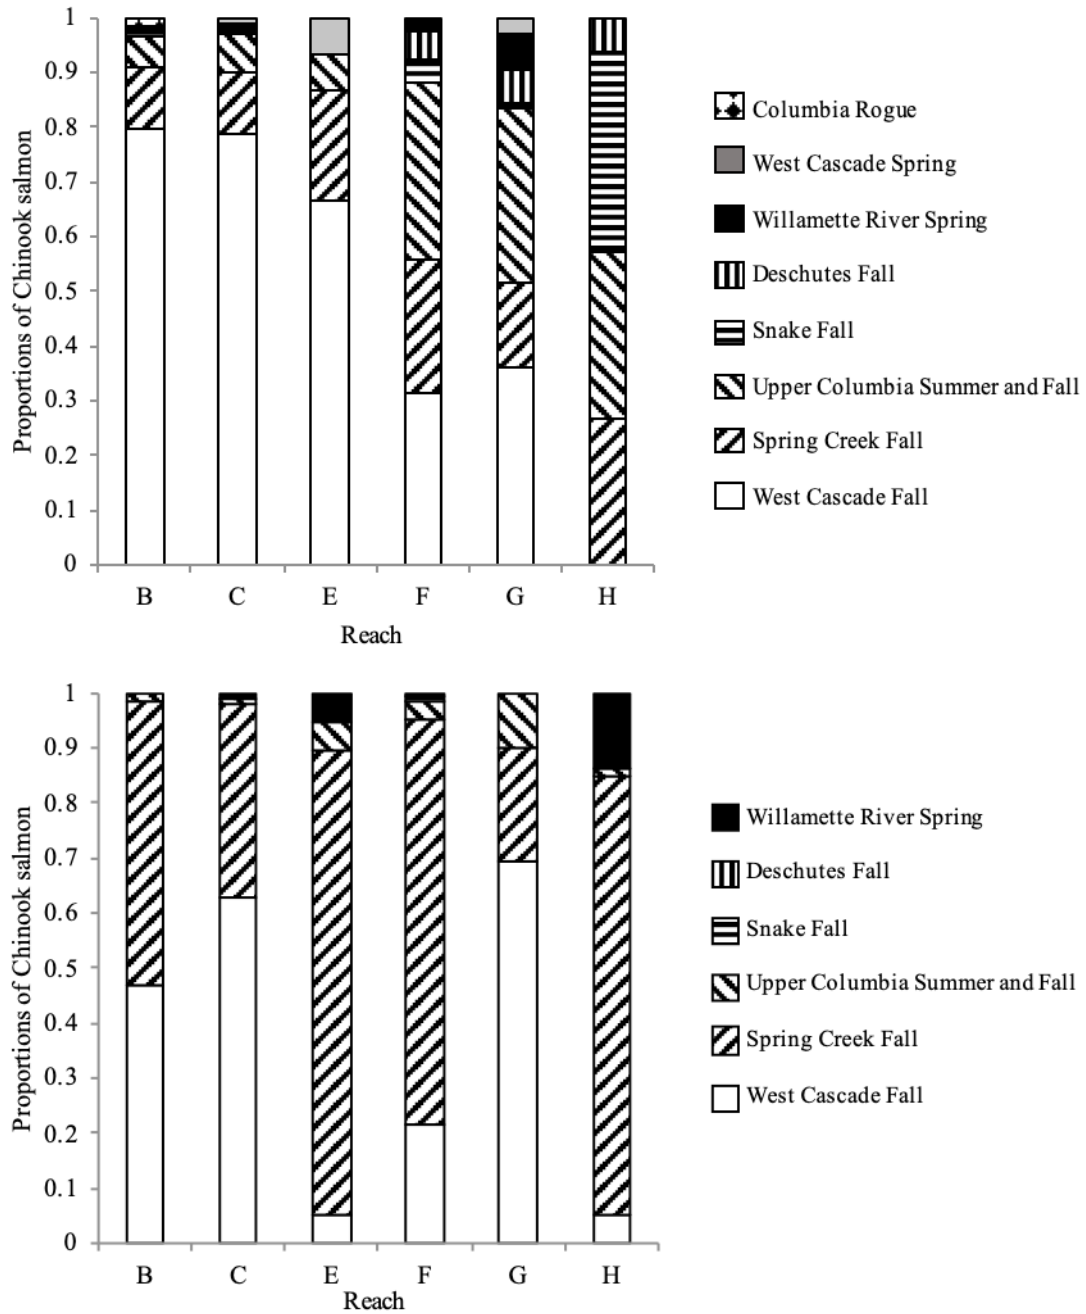 Proportions of Chinook salmon
1
0.9
0.8
0.7
0.6
0.5
0.4
0.3
0.2
0.1
0
B C E F G H
Reach
Columbia Rogue
West Cascade Spring
Willamette River Spring
Deschutes Fall
Snake Fall
Upper Columbia Summer and Fall
Spring Creek Fall
West Cascade Fall
Proportions of Chinook salmon
1
0.9
0.8
0.7
0.6
0.5
0.4
0.3
0.2
0.1
0
B C E F G H
Reach
Willamette River Spring
Deschutes Fall
Snake Fall
Upper Columbia Summer and Fall
Spring Creek Fall
West Cascade Fall